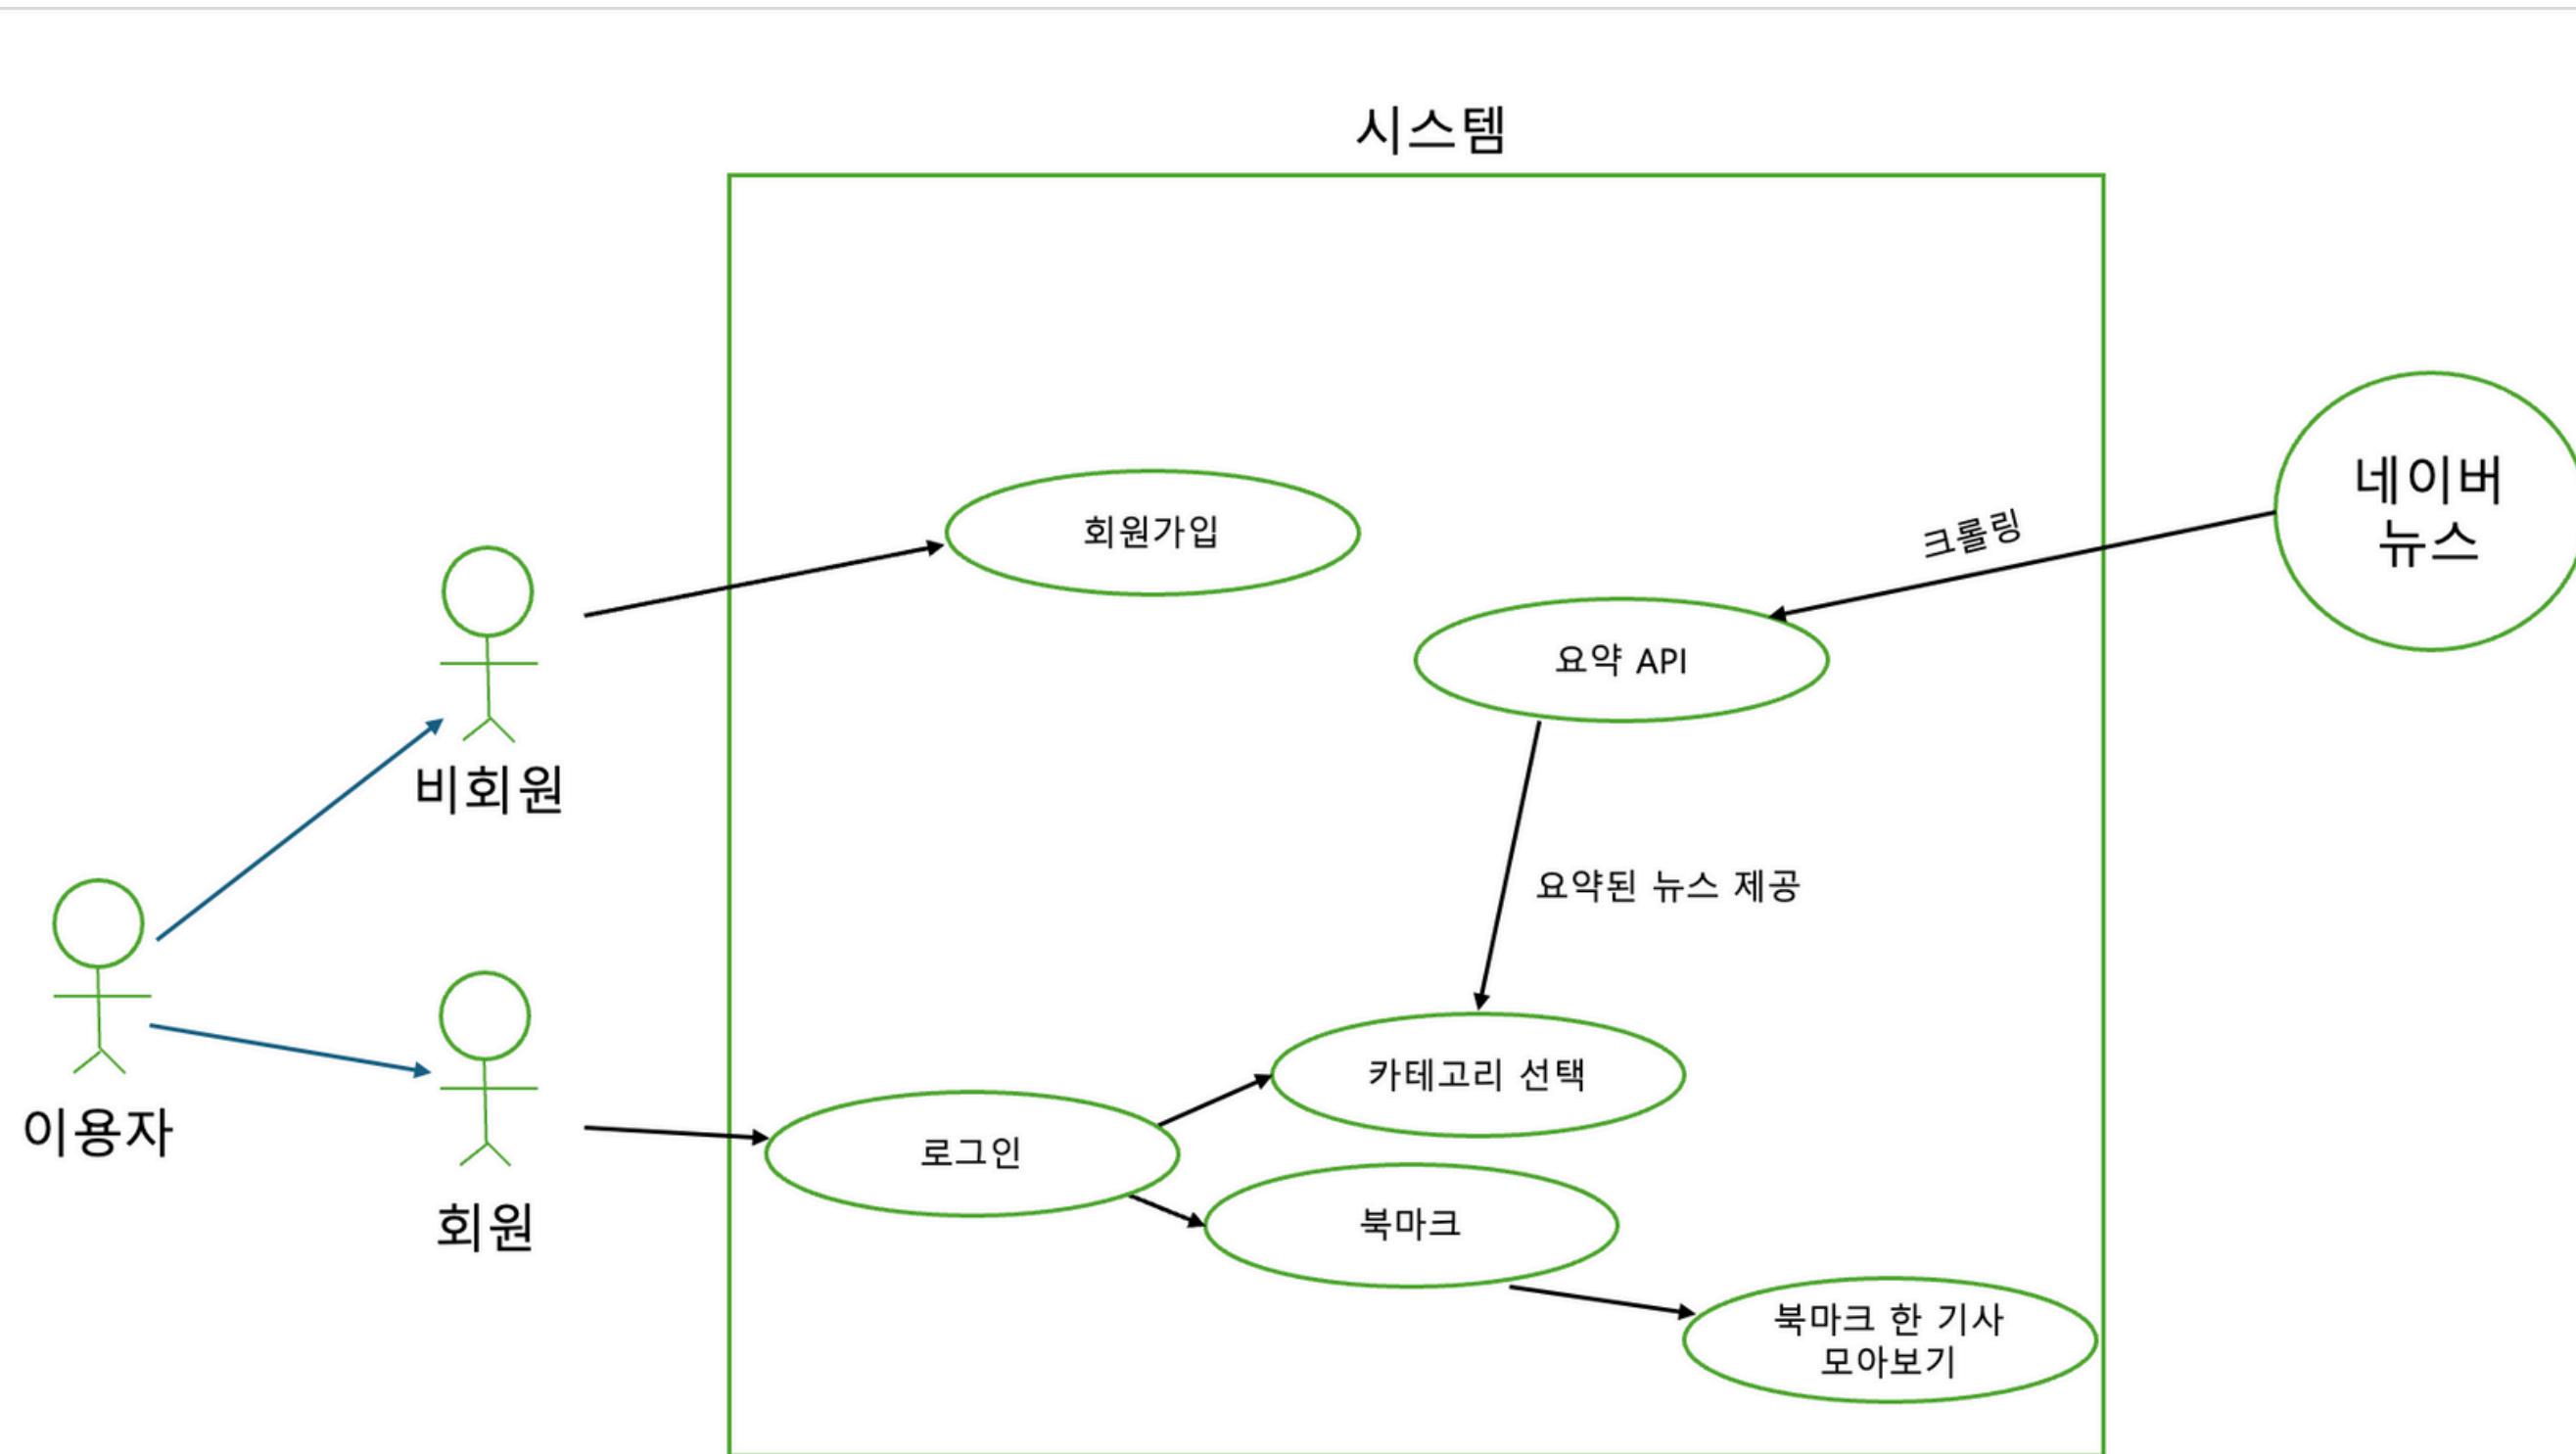 시스템
네이버
뉴스
크롤링
회원가입
요약 API
비회원
요약된 뉴스 제공
이용자
카테고리 선택
로그인
회원
북마크
북마크 한 기사
모아보기